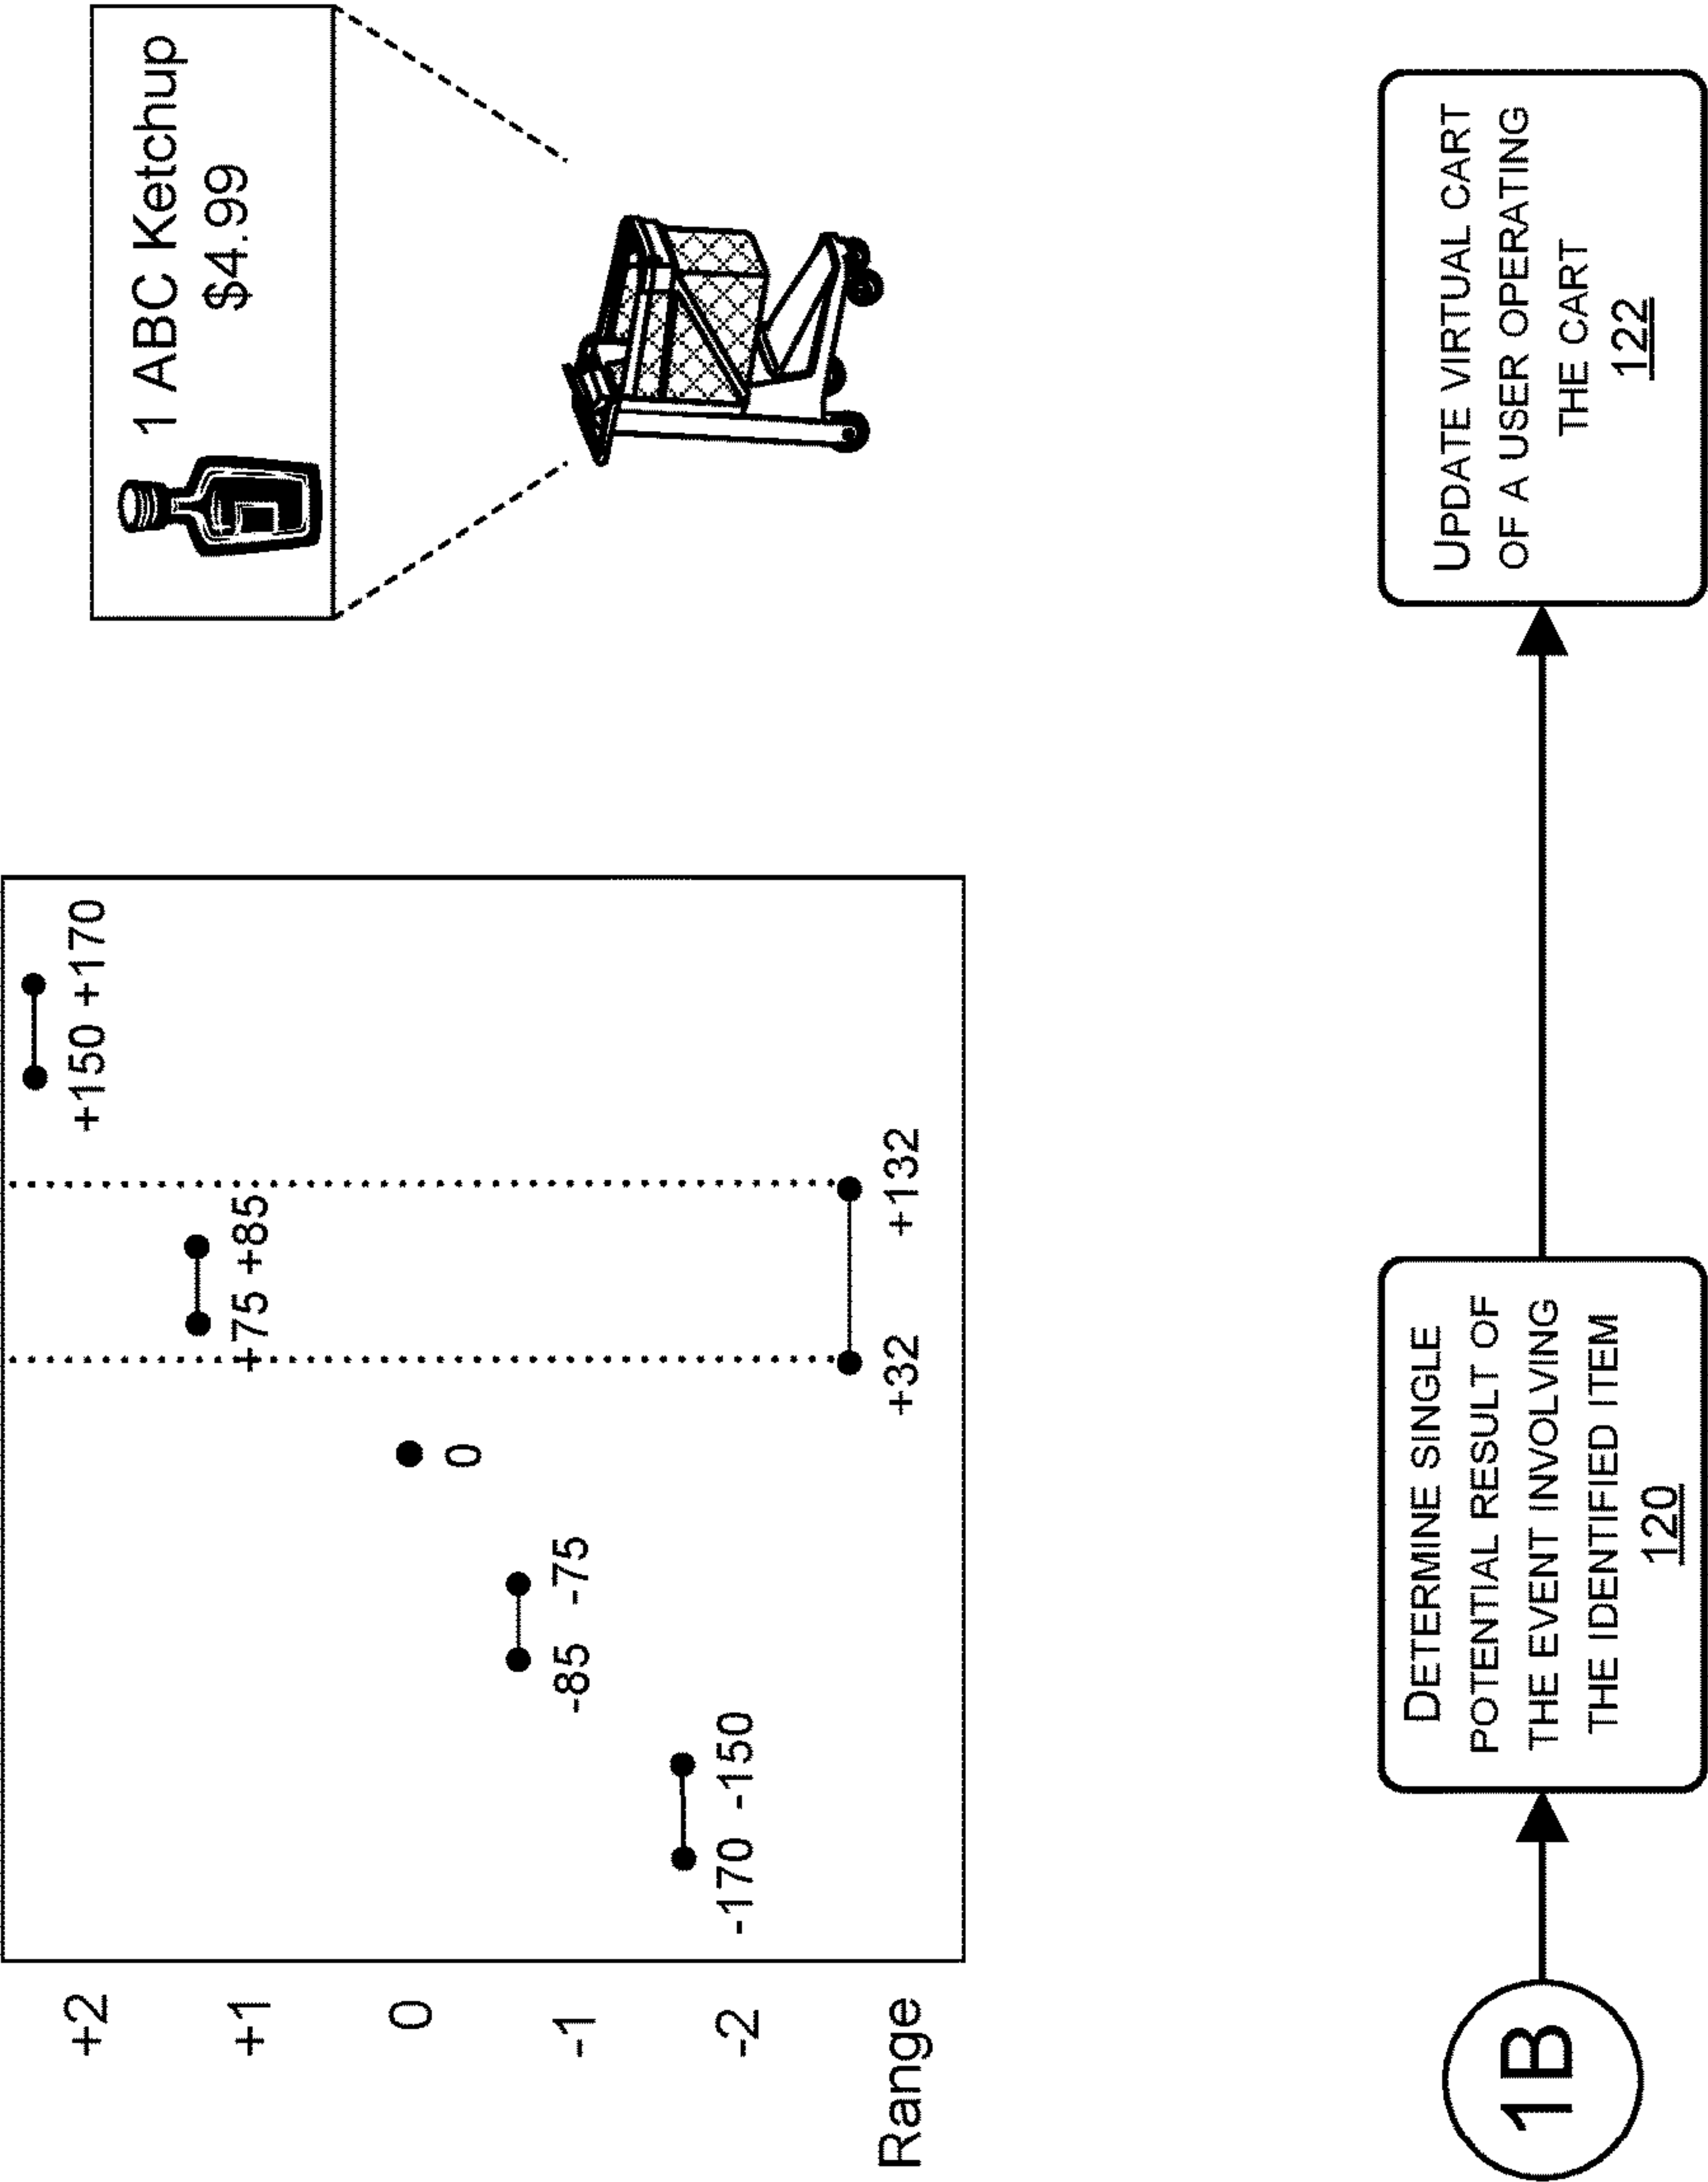 +2
+150 +170
+1
+75 +85
0
0
-1
-85 -75
-2
-170 -150
Range
+32
+132
1 ABC Ketchup
$4.99
1B
DETERMINE SINGLE
POTENTIAL RESULT OF
THE EVENT INVOLVING
THE IDENTIFIED ITEM
120
UPDATE VIRTUAL CART
OF A USER OPERATING
THE CART
122